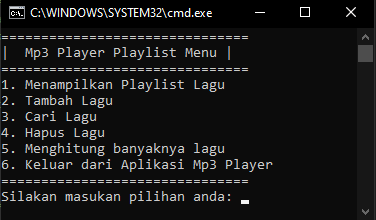 C:\WINDOWS\SYSTEM32\cmd.exe
===============================
|  Mp3 Player Playlist Menu |
===============================
1. Menampilkan Playlist Lagu
2. Tambah Lagu
3. Cari Lagu
4. Hapus Lagu
5. Menghitung banyaknya lagu
6. Keluar dari Aplikasi Mp3 Player
===============================
Silakan masukan pilihan anda: _